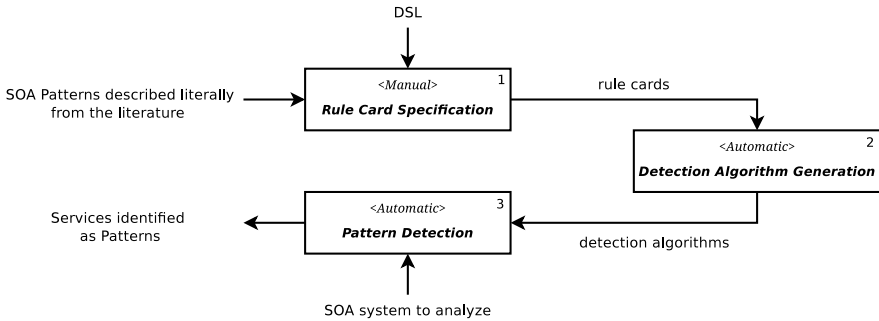 DSL
<Manual>
1
Rule Card Specification
SOA Patterns described literally
from the literature
rule cards
<Automatic>
2
Detection Algorithm Generation
<Automatic>
3
Pattern Detection
Services identified
as Patterns
detection algorithms
SOA system to analyze